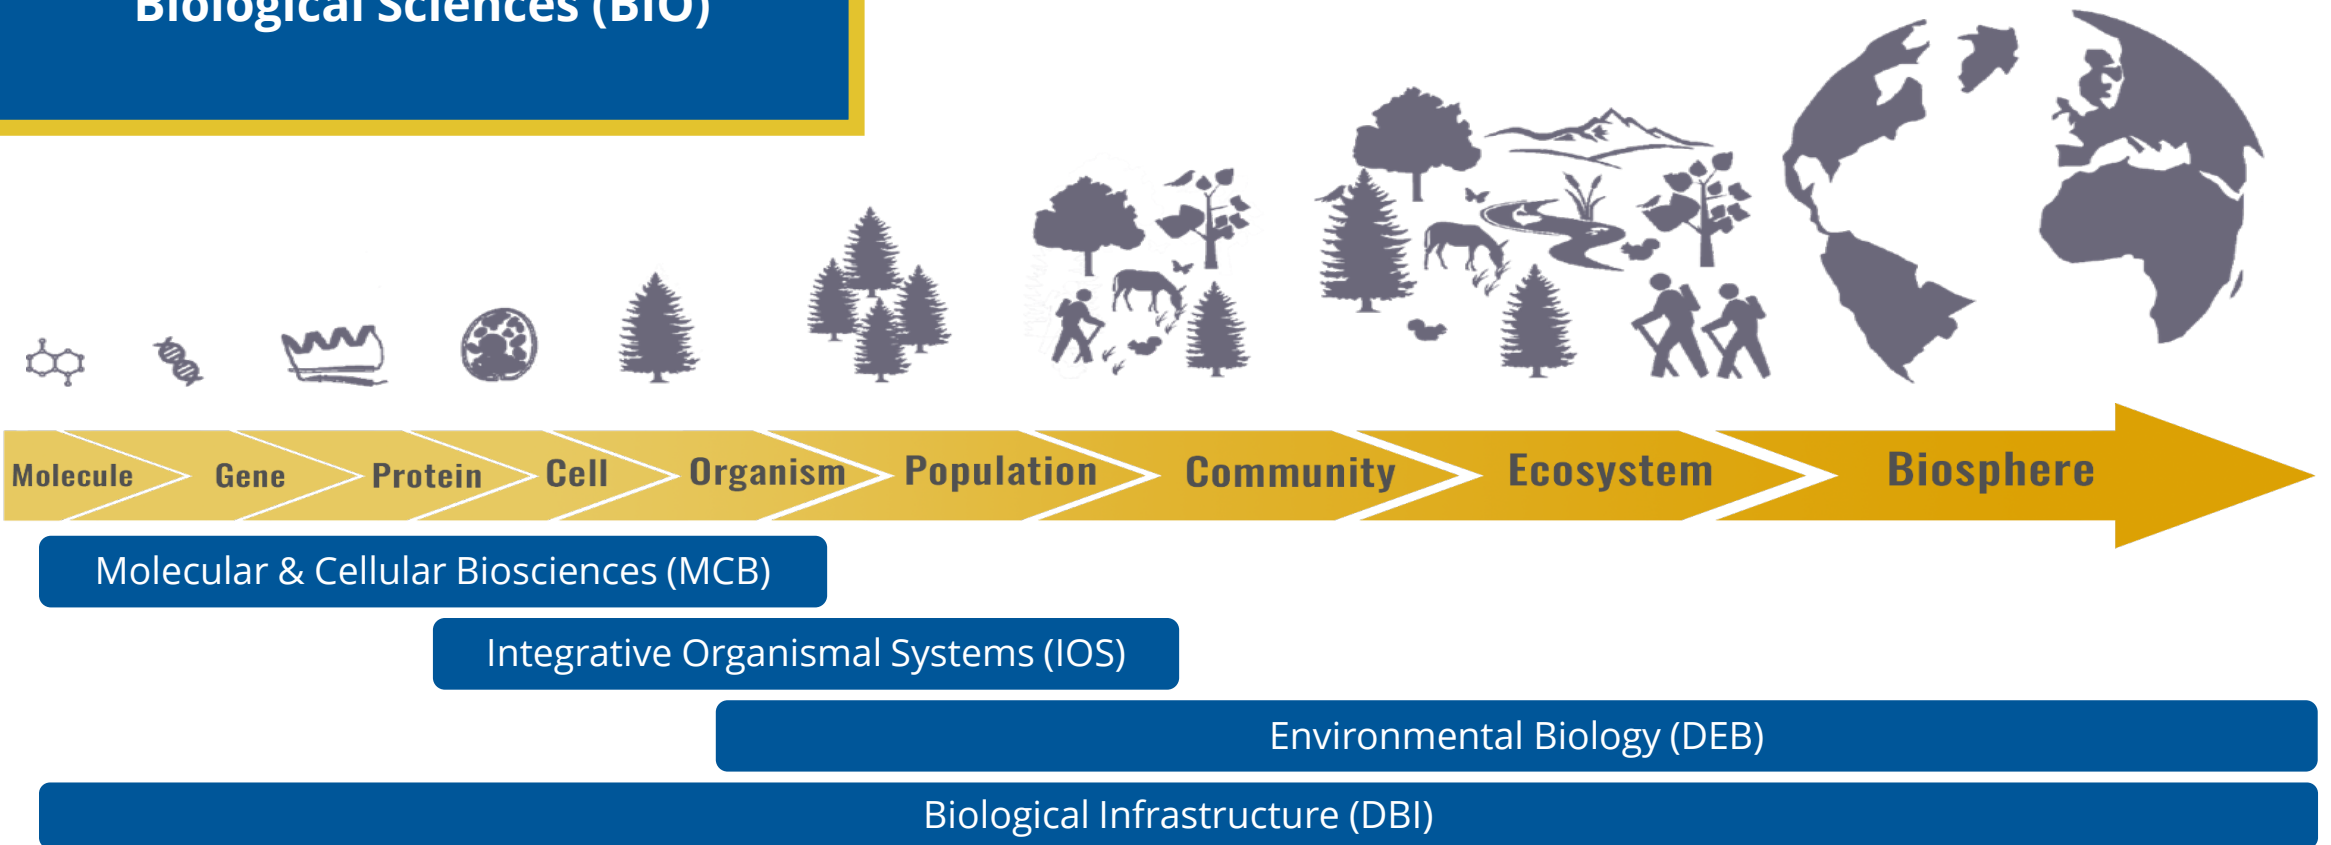 Biological Sciences (BIO)
Molecule Gene Protein Cell Organism Population Community Ecosystem Biosphere
Molecular & Cellular Biosciences (MCB)
Integrative Organismal Systems (IOS)
Environmental Biology (DEB)
Biological Infrastructure (DBI)